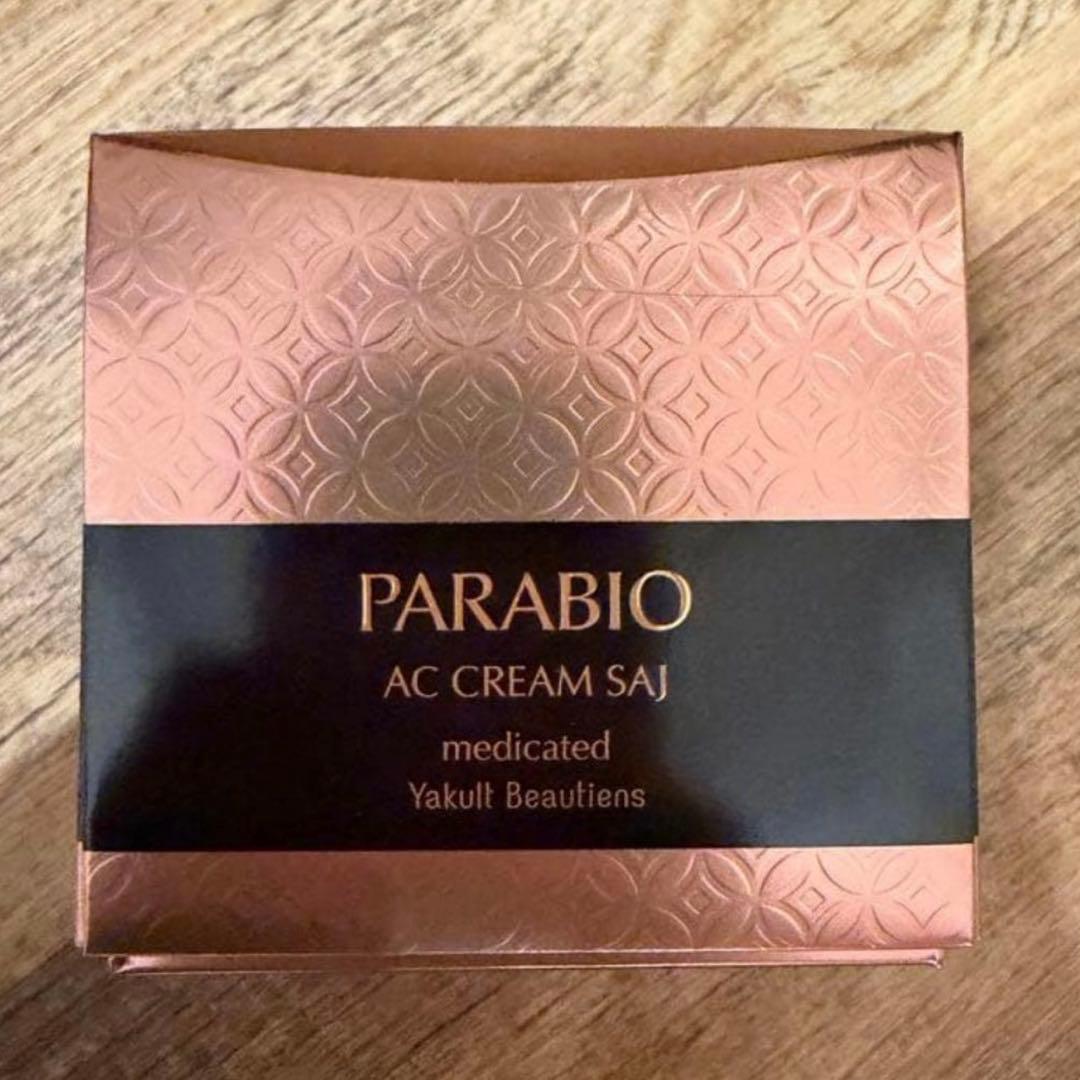 PARABIO
AC CREAM SAJ
medicated
Yakult Beautiens